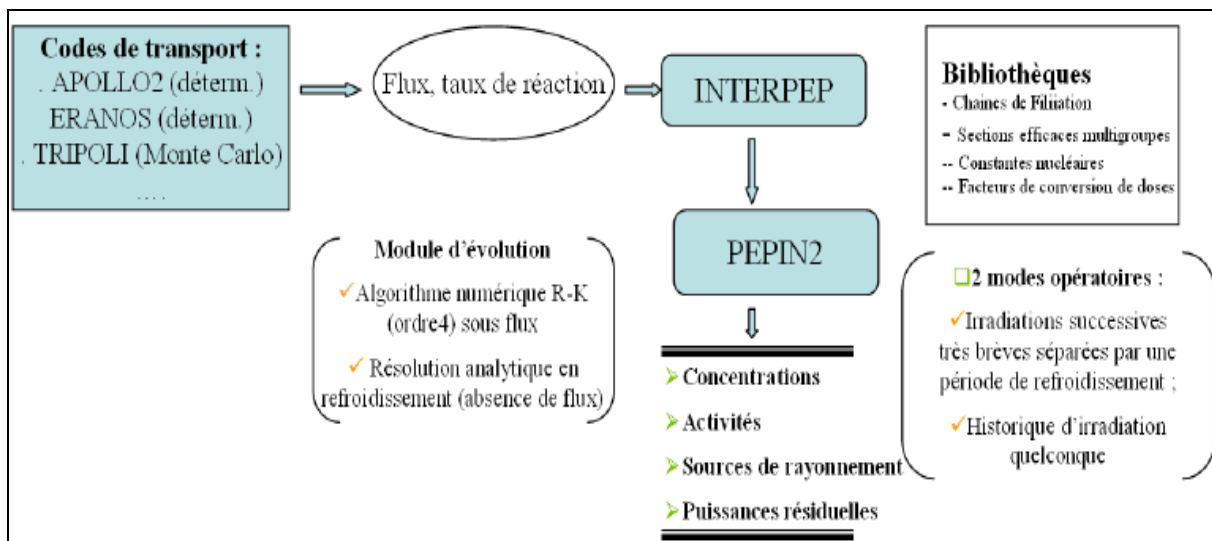 Codes de transport :
. APOLLO2 (déterm.)
ERANOS (déterm.)
. TRIPOLI (Monte Carlo)
....
Flux, taux de réaction
INTERPEP
Bibliothèques
- Chaines de Filiiation
- Sections efficaces multigroupes
-- Constantes nucléaires
-- Facteurs de conversion de doses
PEPIN2
Module d'évolution
✓Algorithme numérique R-K
(ordre4) sous flux
✓ Résolution analytique en
refroidissement (absence de flux)
❑2 modes opératoires :
✓Irradiations successives
très brèves séparées par une
période de refroidissement ;
✓Historique d'irradiation
quelconque
➢Concentrations
➢Activités
➢Sources de rayonnement
➢Puissances résiduelles